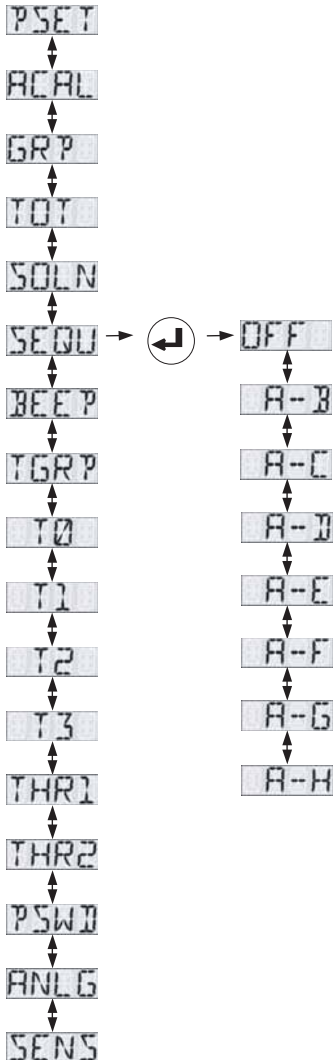 PSET
ACAL
GRP
TOT
SOLN
SEQU
BEEP
TGRP
T0
T1
T2
T3
THR1
THR2
PSWD
ANLG
SENS
OFF
A-B
A-C
A-D
A-E
A-F
A-G
A-H